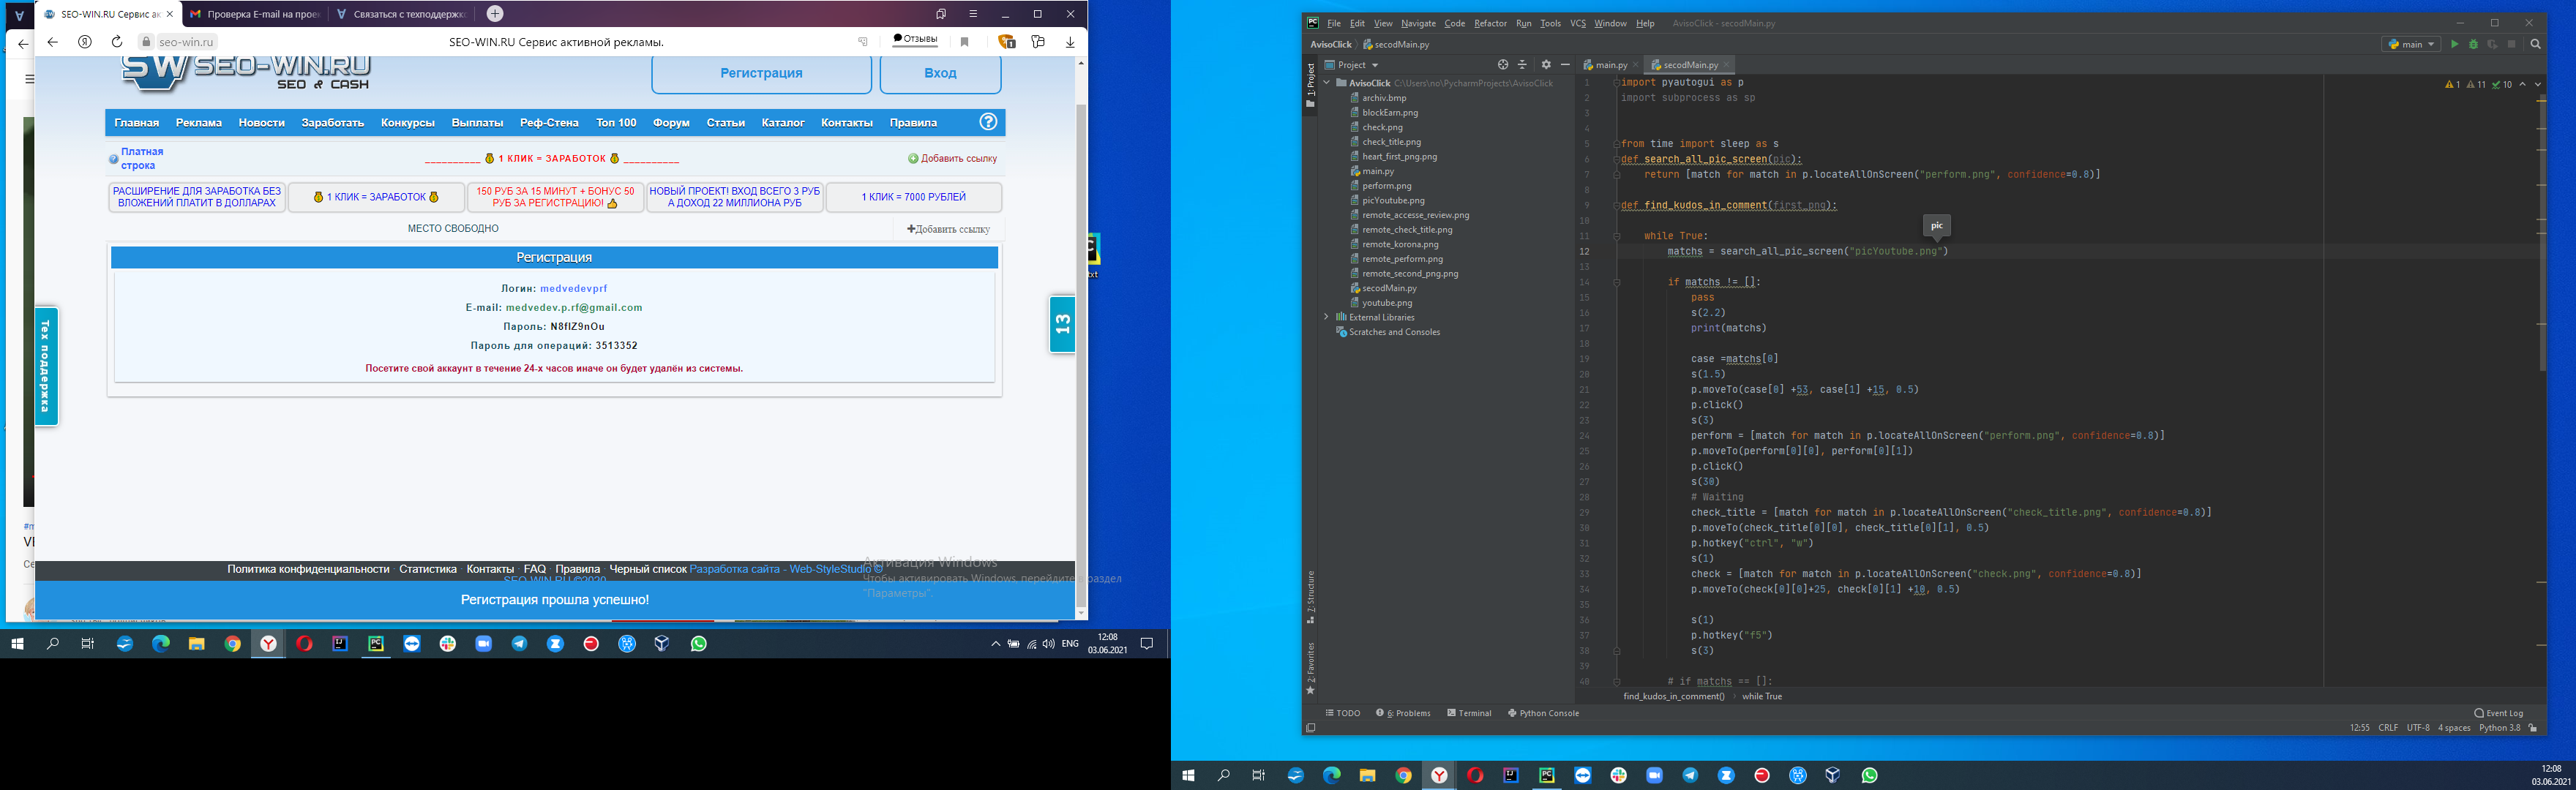 SEO-WIN.RU Сервис ак
Проверка E-mail на проек
Связаться с техподдержк
seo-win.ru
SEO-WIN.RU Сервис активной рекламы.
Отзывы
SW SEO-WIN.RU
SEO & CASH
Регистрация
Вход
Главная Реклама Новости Заработать Конкурсы Выплаты Реф-Стена Топ 100 Форум Статьи Каталог Контакты Правила
Платная
строка
__________ 1 КЛИК = ЗАРАБОТОК __________
Добавить ссылку
РАСШИРЕНИЕ ДЛЯ ЗАРАБОТКА БЕЗ
ВЛОЖЕНИЙ ПЛАТИТ В ДОЛЛАРАХ
1 КЛИК = ЗАРАБОТОК
150 РУБ ЗА 15 МИНУТ + БОНУС 50
РУБ ЗА РЕГИСТРАЦИЮ!
НОВЫЙ ПРОЕКТ! ВХОД ВСЕГО 3 РУБ
А ДОХОД 22 МИЛЛИОНА РУБ
1 КЛИК = 7000 РУБЛЕЙ
МЕСТО СВОБОДНО
+Добавить ссылку
Регистрация
Логин: medvedevprf
E-mail: medvedev.p.rf@gmail.com
Пароль: N8flZ9nOu
Пароль для операций: 3513352
Посетите свой аккаунт в течение 24-х часов иначе он будет удалён из системы.
Тех поддержка
13
Политика конфиденциальности · Статистика · Контакты · FAQ · Правила · Черный список Разработка сайта - Web-StyleStudio ©
SEO-WIN.RU ©2020
Регистрация прошла успешно!
Активация Windows
Чтобы активировать Windows, перейдите в раздел
"Параметры".
ENG
12:08
03.06.2021
File Edit View Navigate Code Refactor Run Tools VCS Window Help AvisoClick - secodMain.py
AvisoClick secodMain.py
main
Project
main.py
secodMain.py
1 11 10
1: Project
AvisoClick C:\Users\no\PycharmProjects\AvisoClick
archiv.bmp
blockEarn.png
check.png
check_title.png
heart_first_png.png
main.py
perform.png
picYoutube.png
remote_accesse_review.png
remote_check_title.png
remote_korona.png
remote_perform.png
remote_second_png.png
secodMain.py
youtube.png
External Libraries
Scratches and Consoles
7: Structure
2: Favorites
1 import pyautogui as p
2 import subprocess as sp
3
4
5 from time import sleep as s
6 def search_all_pic_screen(pic):
7 return [match for match in p.locateAllOnScreen("perform.png", confidence=0.8)]
8
9 def find_kudos_in_comment(first_png):
10
pic
11 while True:
12 matchs = search_all_pic_screen("picYoutube.png")
13
14 if matchs != []:
15 pass
16 s(2.2)
17 print(matchs)
18
19 case =matchs[0]
20 s(1.5)
21 p.moveTo(case[0] +53, case[1] +15, 0.5)
22 p.click()
23 s(3)
24 perform = [match for match in p.locateAllOnScreen("perform.png", confidence=0.8)]
25 p.moveTo(perform[0][0], perform[0][1])
26 p.click()
27 s(30)
28 # Waiting
29 check_title = [match for match in p.locateAllOnScreen("check_title.png", confidence=0.8)]
30 p.moveTo(check_title[0][0], check_title[0][1], 0.5)
31 p.hotkey("ctrl", "w")
32 s(1)
33 check = [match for match in p.locateAllOnScreen("check.png", confidence=0.8)]
34 p.moveTo(check[0][0]+25, check[0][1] +10, 0.5)
35
36 s(1)
37 p.hotkey("f5")
38 s(3)
39
40 # if matchs == []:
find_kudos_in_comment() while True
TODO 6: Problems Terminal Python Console
Event Log
12:55 CRLF UTF-8 4 spaces Python 3.8
12:08
03.06.2021